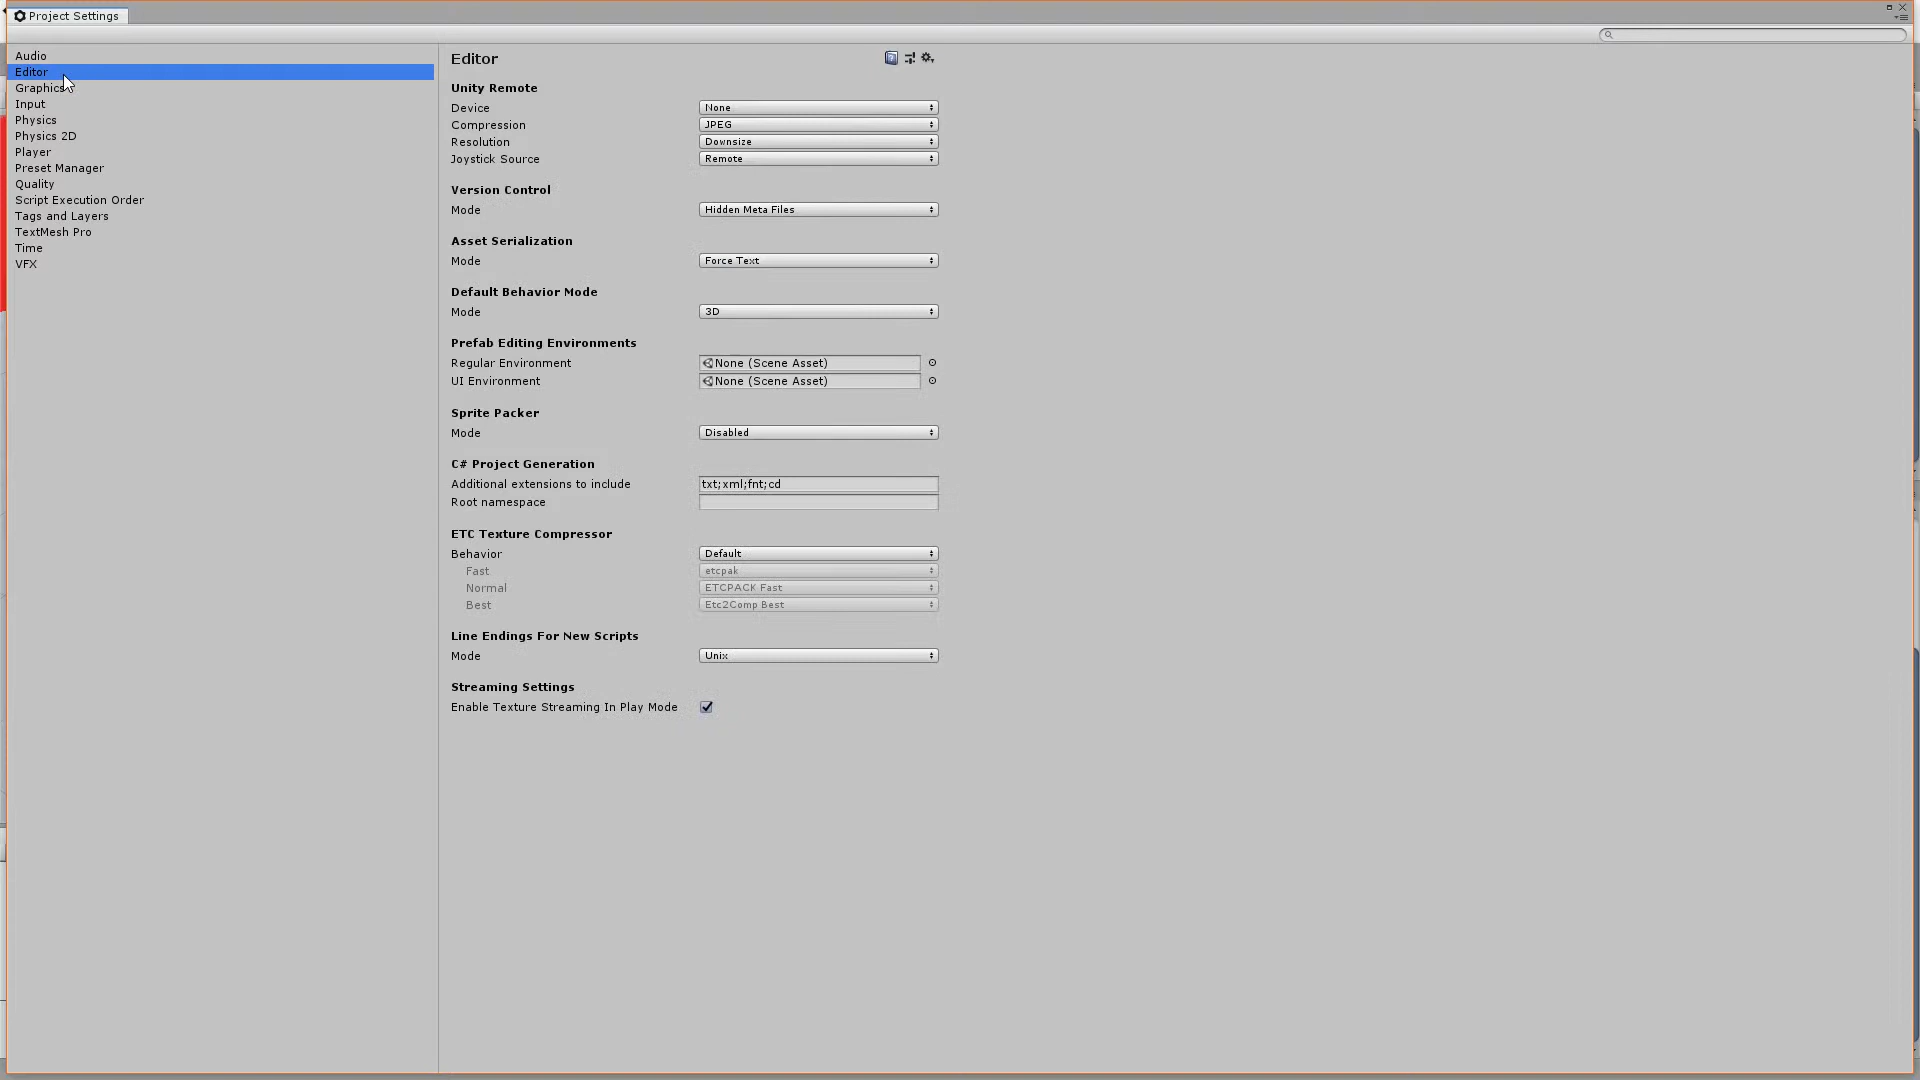 Project Settings
Audio
Editor
Graphics
Input
Physics
Physics 2D
Player
Preset Manager
Quality
Script Execution Order
Tags and Layers
TextMesh Pro
Time
VFX
Editor
Unity Remote
Device None
Compression JPEG
Resolution Downsize
Joystick Source Remote
Version Control
Mode Hidden Meta Files
Asset Serialization
Mode Force Text
Default Behavior Mode
Mode 3D
Prefab Editing Environments
Regular Environment None (Scene Asset)
UI Environment None (Scene Asset)
Sprite Packer
Mode Disabled
C# Project Generation
Additional extensions to include txt;xml;fnt;cd
Root namespace
ETC Texture Compressor
Behavior Default
Fast etcpak
Normal ETCPACK Fast
Best Etc2Comp Best
Line Endings For New Scripts
Mode Unix
Streaming Settings
Enable Texture Streaming In Play Mode